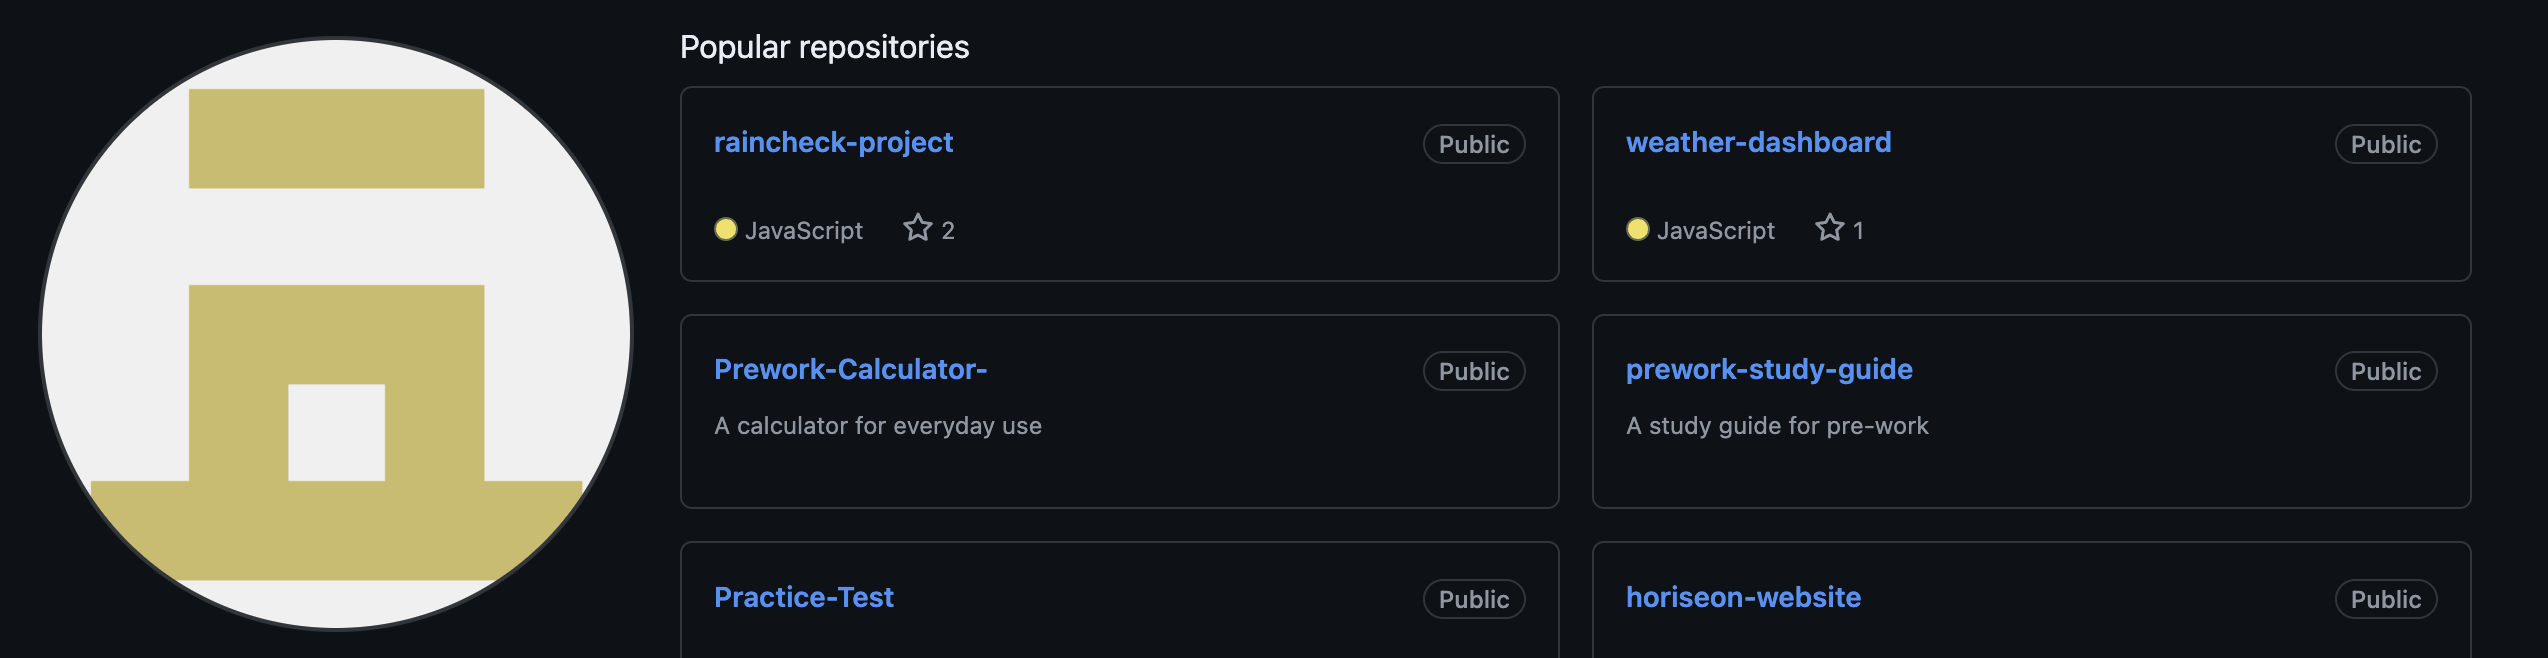 Popular repositories
raincheck-project
Public
JavaScript
2
weather-dashboard
Public
JavaScript
1
Prework-Calculator-
Public
A calculator for everyday use
prework-study-guide
Public
A study guide for pre-work
Practice-Test
Public
horiseon-website
Public